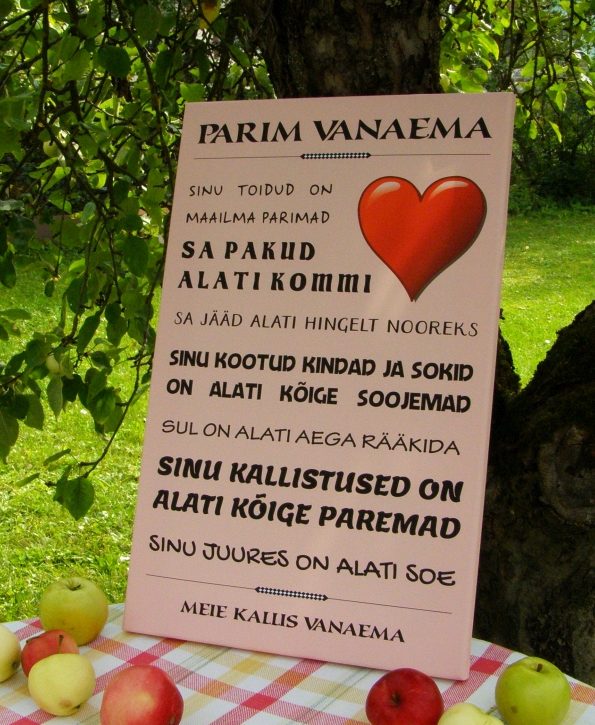 PARIM VANAEMA
SINU TOIDUD ON
MAAILMA PARIMAD
SA PAKUD
ALATI KOMMI
SA JÄÄD ALATI HINGELT NOOREKS
SINU KOOTUD KINDAD JA SOKID
ON ALATI KÕIGE SOOJEMAD
SUL ON ALATI AEGA RÄÄKIDA
SINU KALLISTUSED ON
ALATI KÕIGE PAREMAD
SINU JUURES ON ALATI SOE
MEIE KALLIS VANAEMA